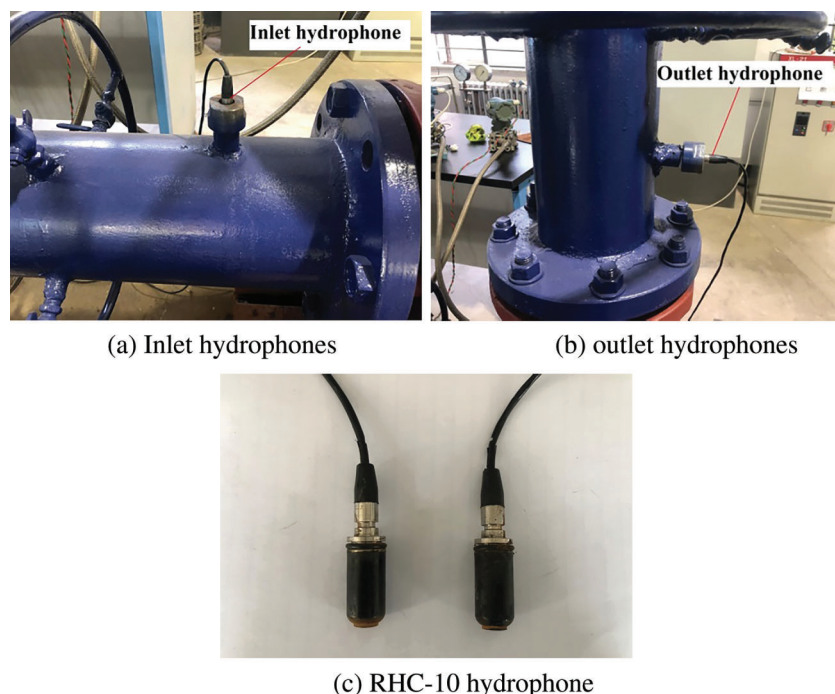 Inlet hydrophone
Outlet hydrophone
(a) Inlet hydrophones
(b) outlet hydrophones
(c) RHC-10 hydrophone